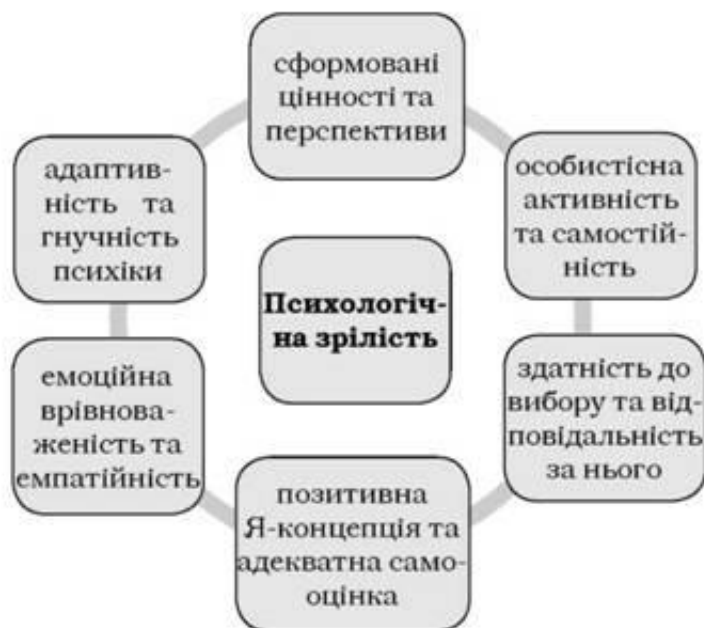 сформовані
цінності та
перспективи
особистісна
активність
та самостій-
ність
здатність до
вибору та від-
повідальність
за нього
позитивна
Я-концепція та
адекватна само-
оцінка
емоційна
врівнова-
женість та
емпатійність
адаптив-
ність та
гнучність
психіки
Психологіч-
на зрілість